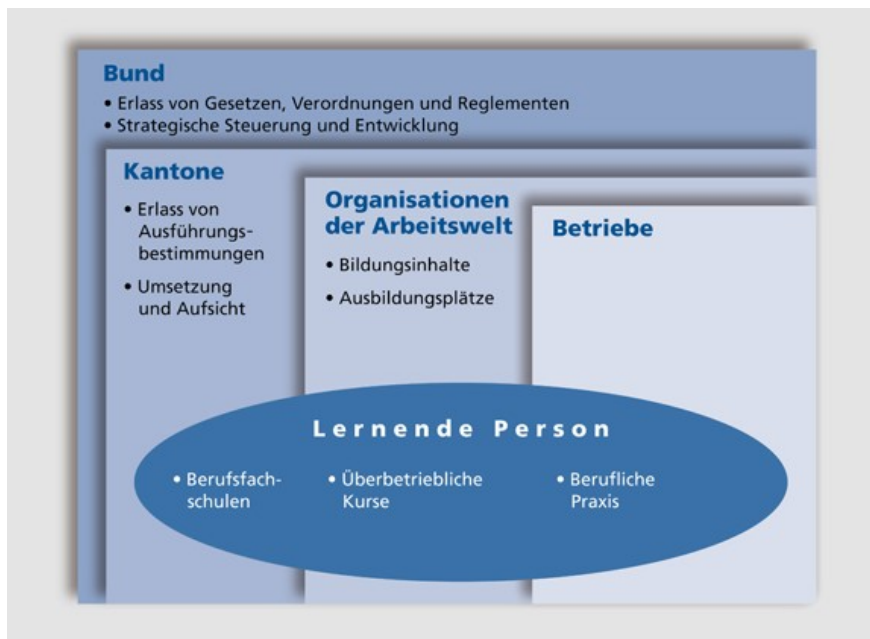 Bund
• Erlass von Gesetzen, Verordnungen und Reglementen
• Strategische Steuerung und Entwicklung
Kantone
• Erlass von
Ausführungs-
bestimmungen
• Umsetzung
und Aufsicht
Organisationen
der Arbeitswelt
• Bildungsinhalte
• Ausbildungsplätze
Betriebe
Lernende Person
• Berufsfach-
schulen
• Überbetriebliche
Kurse
• Berufliche
Praxis